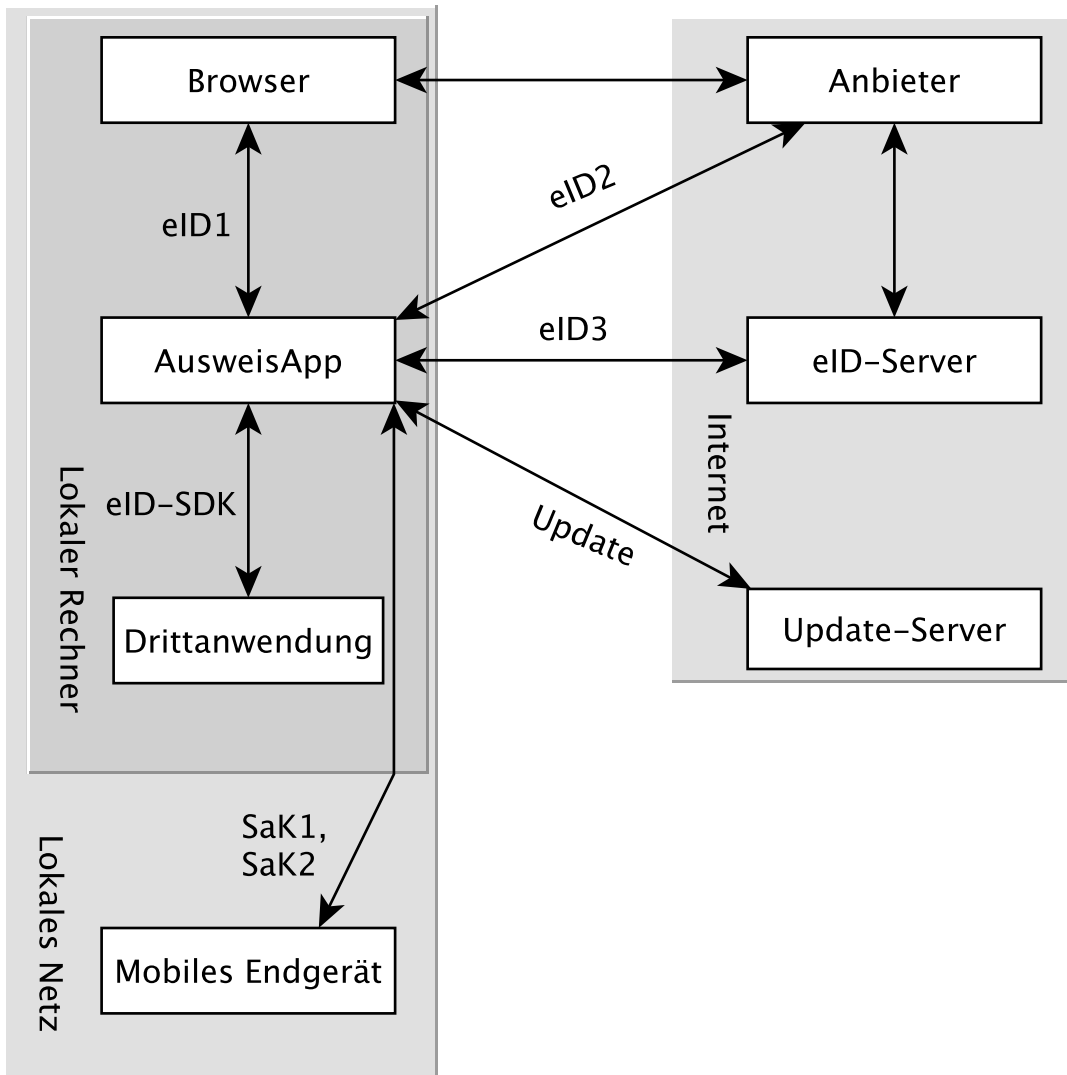 Browser
Anbieter
eID1
eID2
AusweisApp
eID3
eID-Server
Internet
Lokaler Rechner
eID-SDK
Update
Drittanwendung
Update-Server
SaK1,
SaK2
Lokales Netz
Mobiles Endgerät